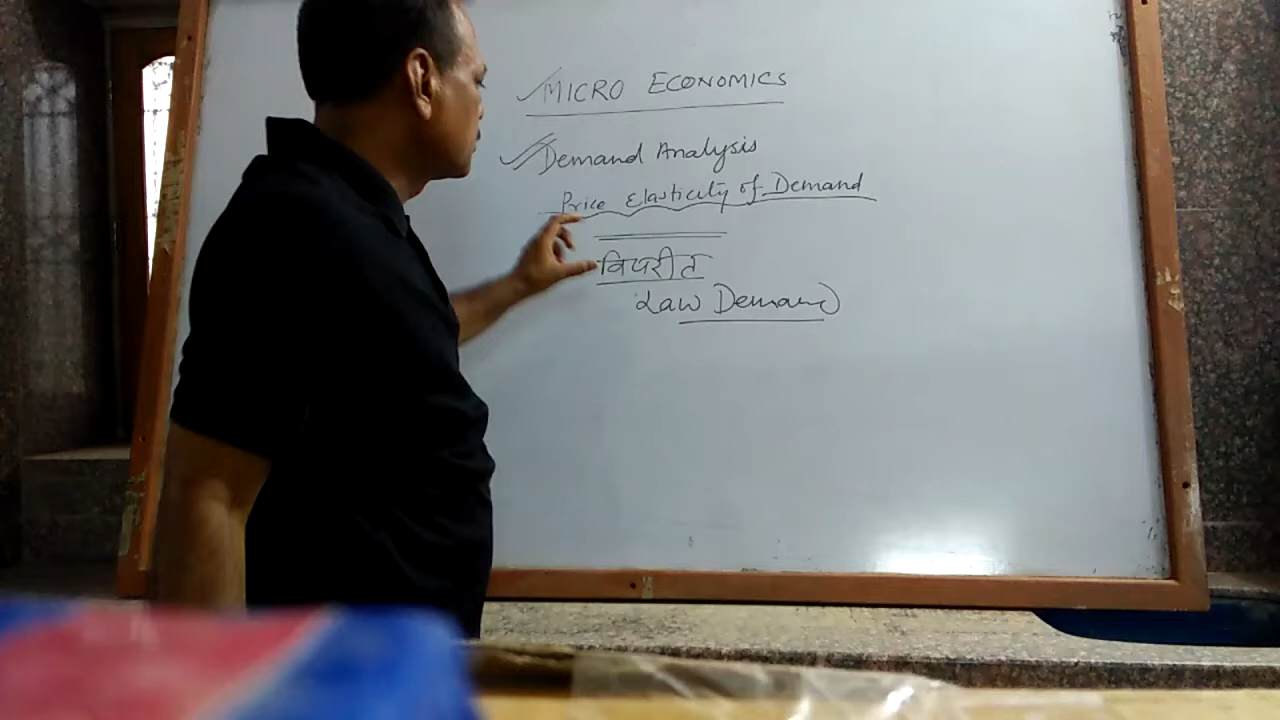 MICRO ECONOMICS
Demand Analysis
Price Elasticity of Demand
विपरीत
Law Demand